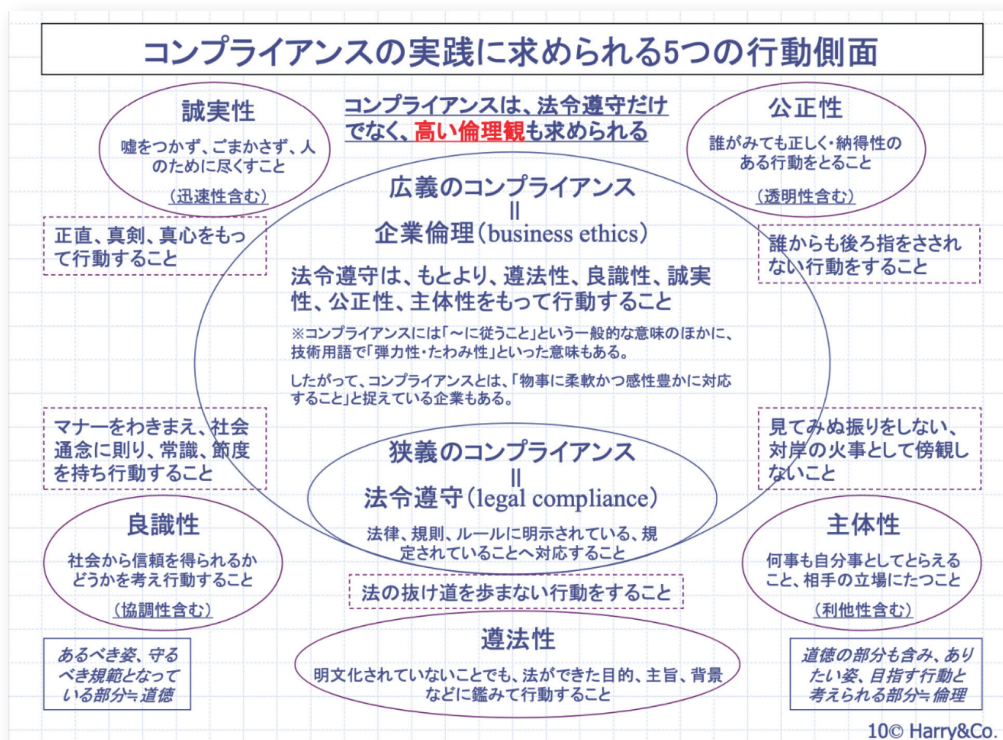 コンプライアンスの実践に求められる5つの行動側面
誠実性
嘘をつかず、ごまかさず、人
のために尽くすこと
(迅速性含む)
正直、真剣、真心をもっ
て行動すること
コンプライアンスは、法令遵守だけ
でなく、高い倫理観も求められる
公正性
誰がみても正しく・納得性の
ある行動をとること
(透明性含む)
誰からも後ろ指をさされ
ない行動をすること
広義のコンプライアンス
||
企業倫理(business ethics)
法令遵守は、もとより、遵法性、良識性、誠実
性、公正性、主体性をもって行動すること
※コンプライアンスには「～に従うこと」という一般的な意味のほかに、
技術用語で「弾力性・たわみ性」といった意味もある。
したがって、コンプライアンスとは、「物事に柔軟かつ感性豊かに対応
すること」と捉えている企業もある。
マナーをわきまえ、社会
通念に則り、常識、節度
を持ち行動すること
良識性
社会から信頼を得られるか
どうかを考え行動すること
(協調性含む)
あるべき姿、守る
べき規範となって
いる部分≒道徳
狭義のコンプライアンス
||
法令遵守(legal compliance)
法律、規則、ルールに明示されている、規
定されていることへ対応すること
法の抜け道を歩まない行動をすること
遵法性
明文化されていないことでも、法ができた目的、主旨、背景
などに鑑みて行動すること
見てみぬ振りをしない、
対岸の火事として傍観し
ないこと
主体性
何事も自分事としてとらえる
こと、相手の立場にたつこと
(利他性含む)
道徳の部分も含み、あり
たい姿、目指す行動と
考えられる部分≒倫理
10© Harry&Co.